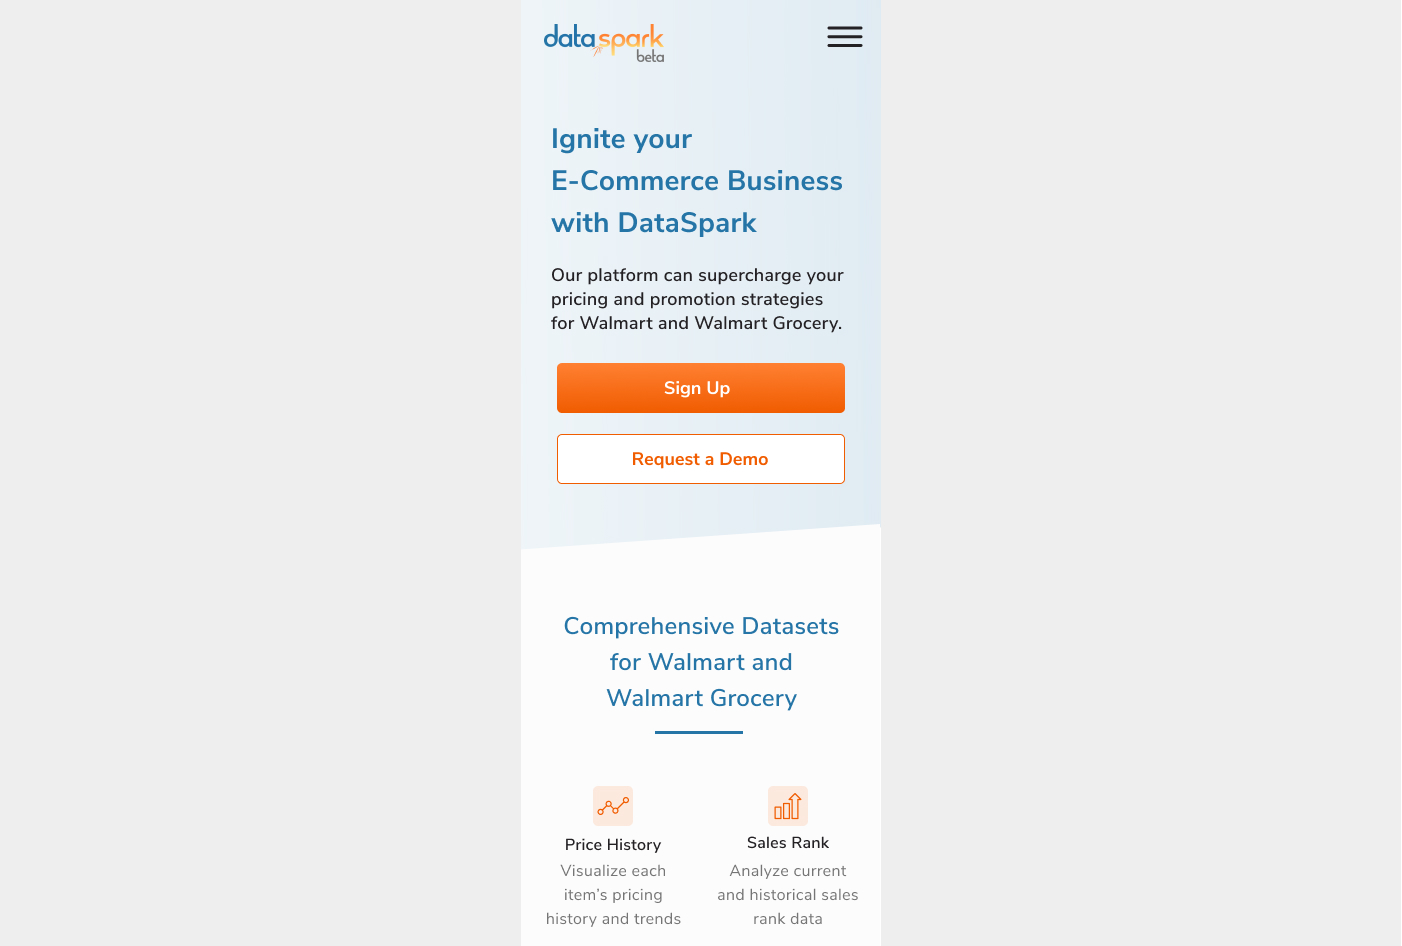 dataspark
beta
Ignite your
E-Commerce Business
with DataSpark
Our platform can supercharge your
pricing and promotion strategies
for Walmart and Walmart Grocery.
Sign Up
Request a Demo
Comprehensive Datasets
for Walmart and
Walmart Grocery
Price History
Visualize each
item’s pricing
history and trends
Sales Rank
Analyze current
and historical sales
rank data